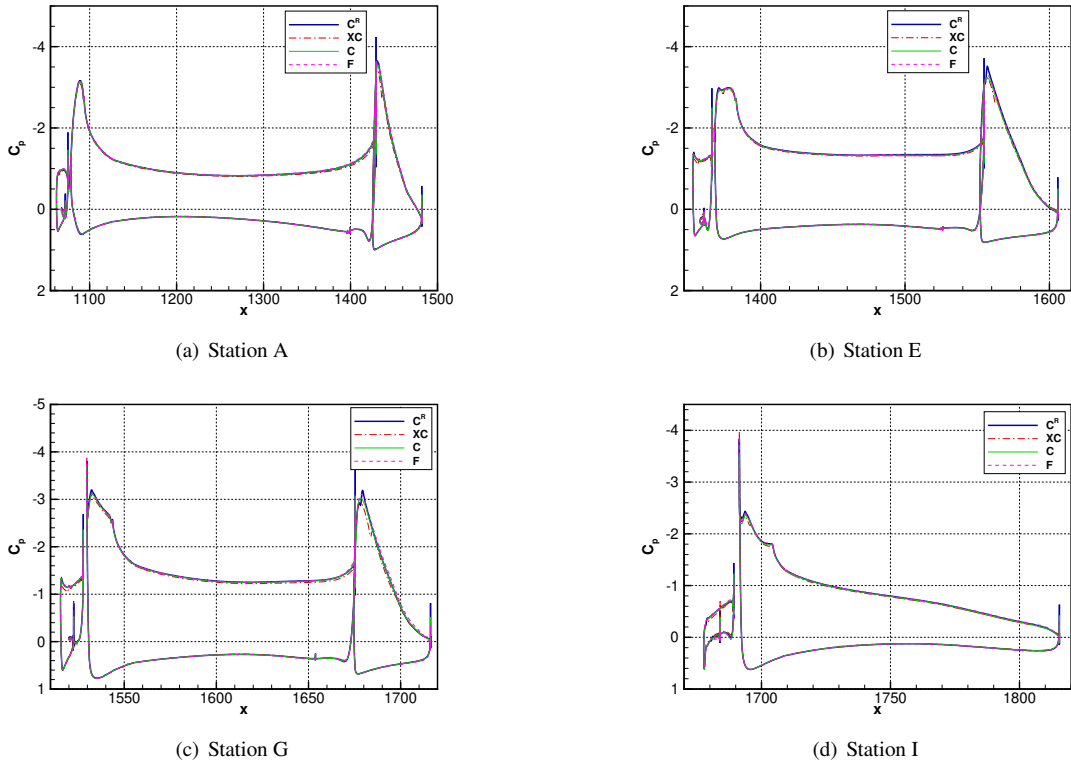 -4
-2
0
2
C_p
1100
1200
1300
1400
1500
x
C^R
XC
C
F
(a) Station A
-4
-2
0
2
C_p
1400
1500
1600
x
C^R
XC
C
F
(b) Station E
-5
-4
-3
-2
-1
0
1
C_p
1550
1600
1650
1700
x
C^R
XC
C
F
(c) Station G
-4
-3
-2
-1
0
1
C_p
1700
1750
1800
x
C^R
XC
C
F
(d) Station I